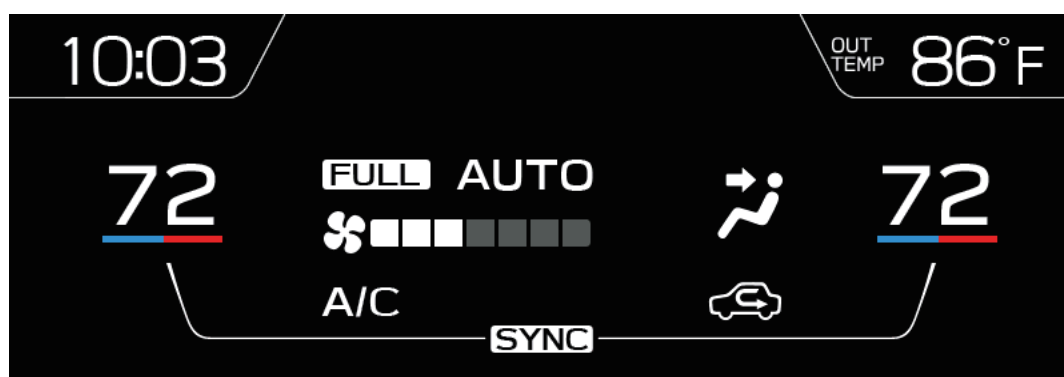 10:03
OUT TEMP 86°F
FULL AUTO
72
72
A/C
SYNC